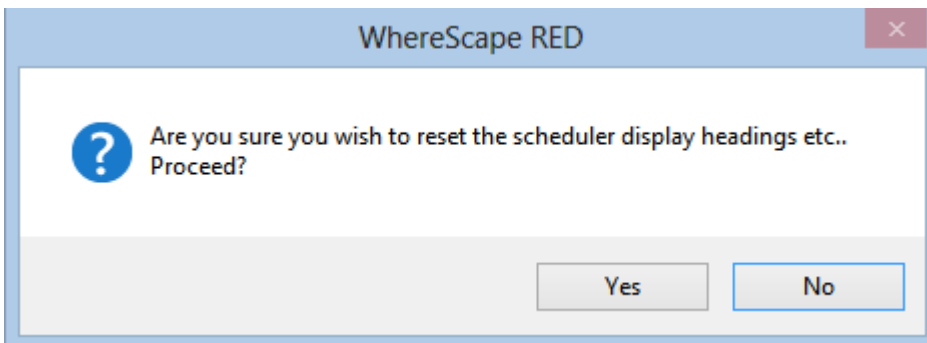 WhereScape RED
Are you sure you wish to reset the scheduler display headings etc..
Proceed?
Yes
No